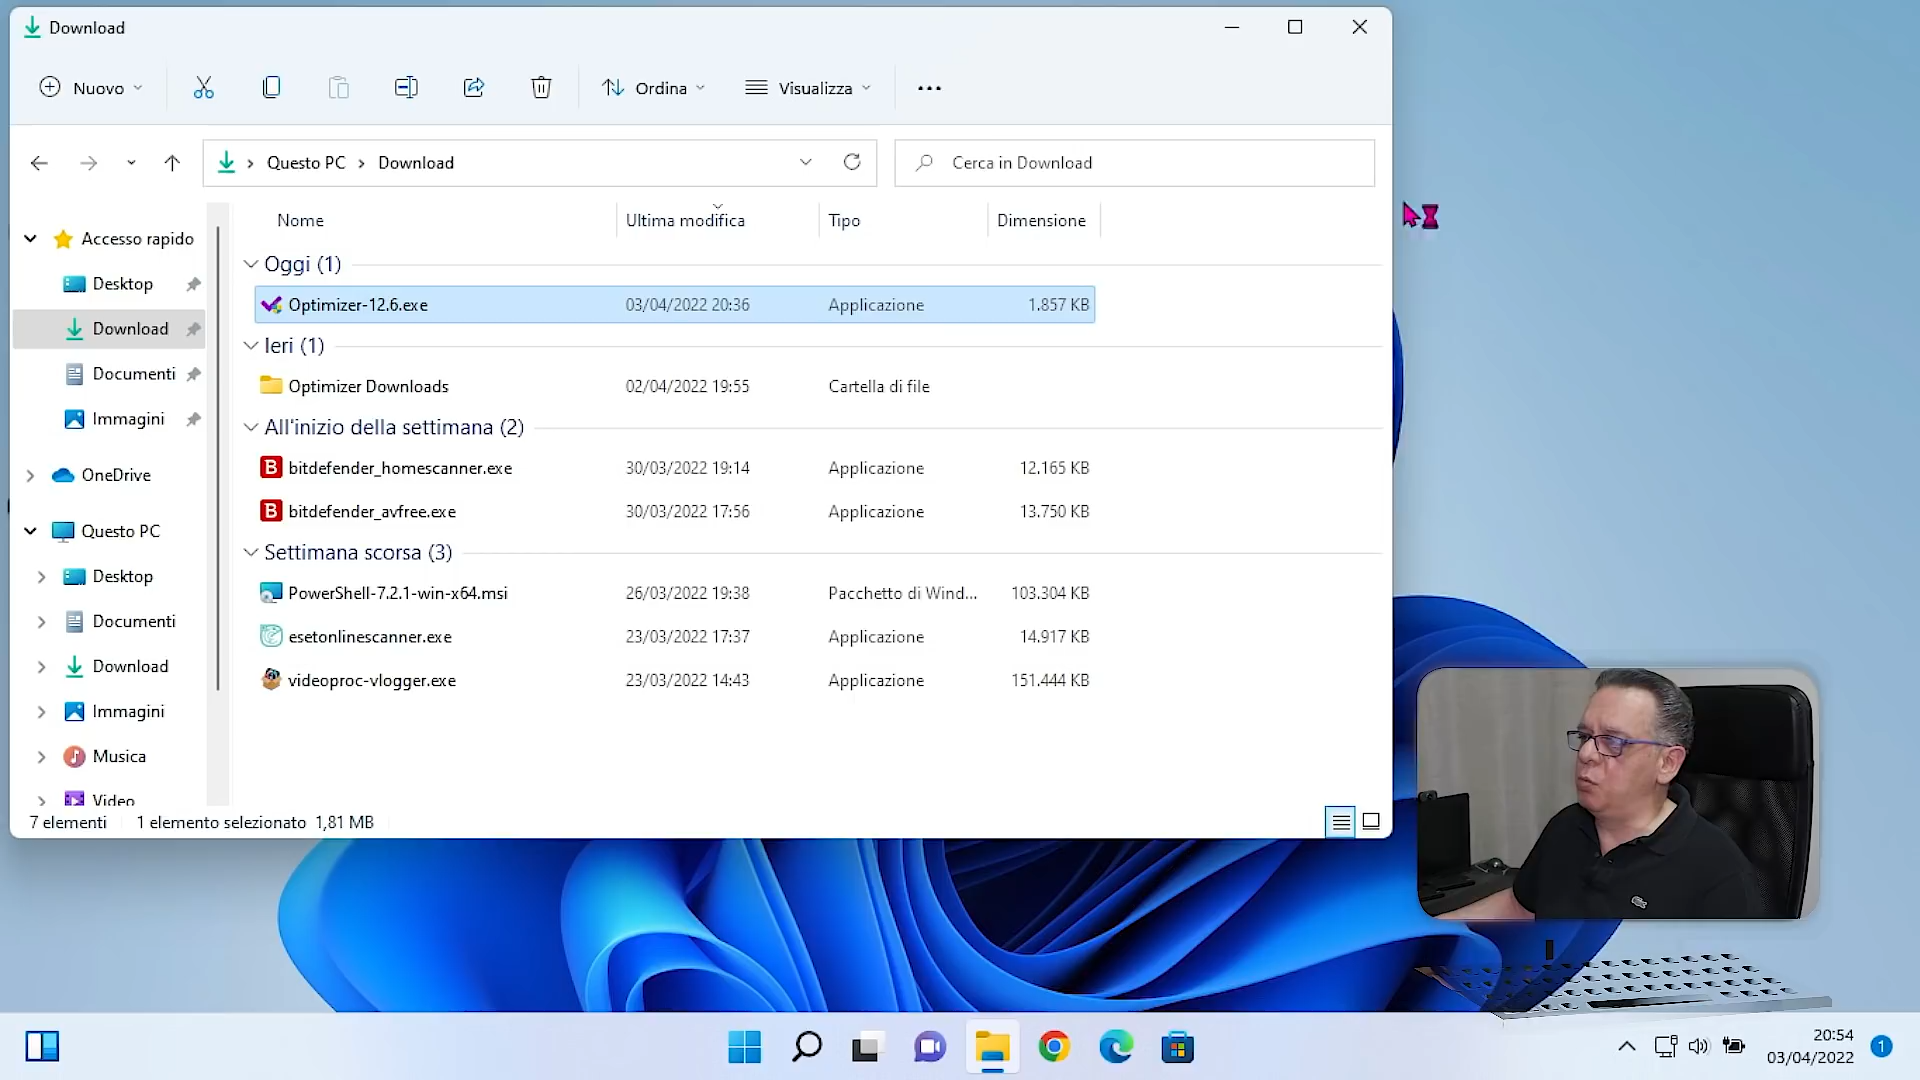 Download
Nuovo
Ordina
Visualizza
Questo PC
Download
Cerca in Download
Nome
Ultima modifica
Tipo
Dimensione
Accesso rapido
Desktop
Download
Documenti
Immagini
OneDrive
Questo PC
Desktop
Documenti
Download
Immagini
Musica
Video
Oggi (1)
Optimizer-12.6.exe 03/04/2022 20:36 Applicazione 1.857 KB
Ieri (1)
Optimizer Downloads 02/04/2022 19:55 Cartella di file
All'inizio della settimana (2)
bitdefender_homescanner.exe 30/03/2022 19:14 Applicazione 12.165 KB
bitdefender_avfree.exe 30/03/2022 17:56 Applicazione 13.750 KB
Settimana scorsa (3)
PowerShell-7.2.1-win-x64.msi 26/03/2022 19:38 Pacchetto di Wind... 103.304 KB
esetonlinescanner.exe 23/03/2022 17:37 Applicazione 14.917 KB
videoproc-vlogger.exe 23/03/2022 14:43 Applicazione 151.444 KB
7 elementi 1 elemento selezionato 1,81 MB
20:54
03/04/2022
1